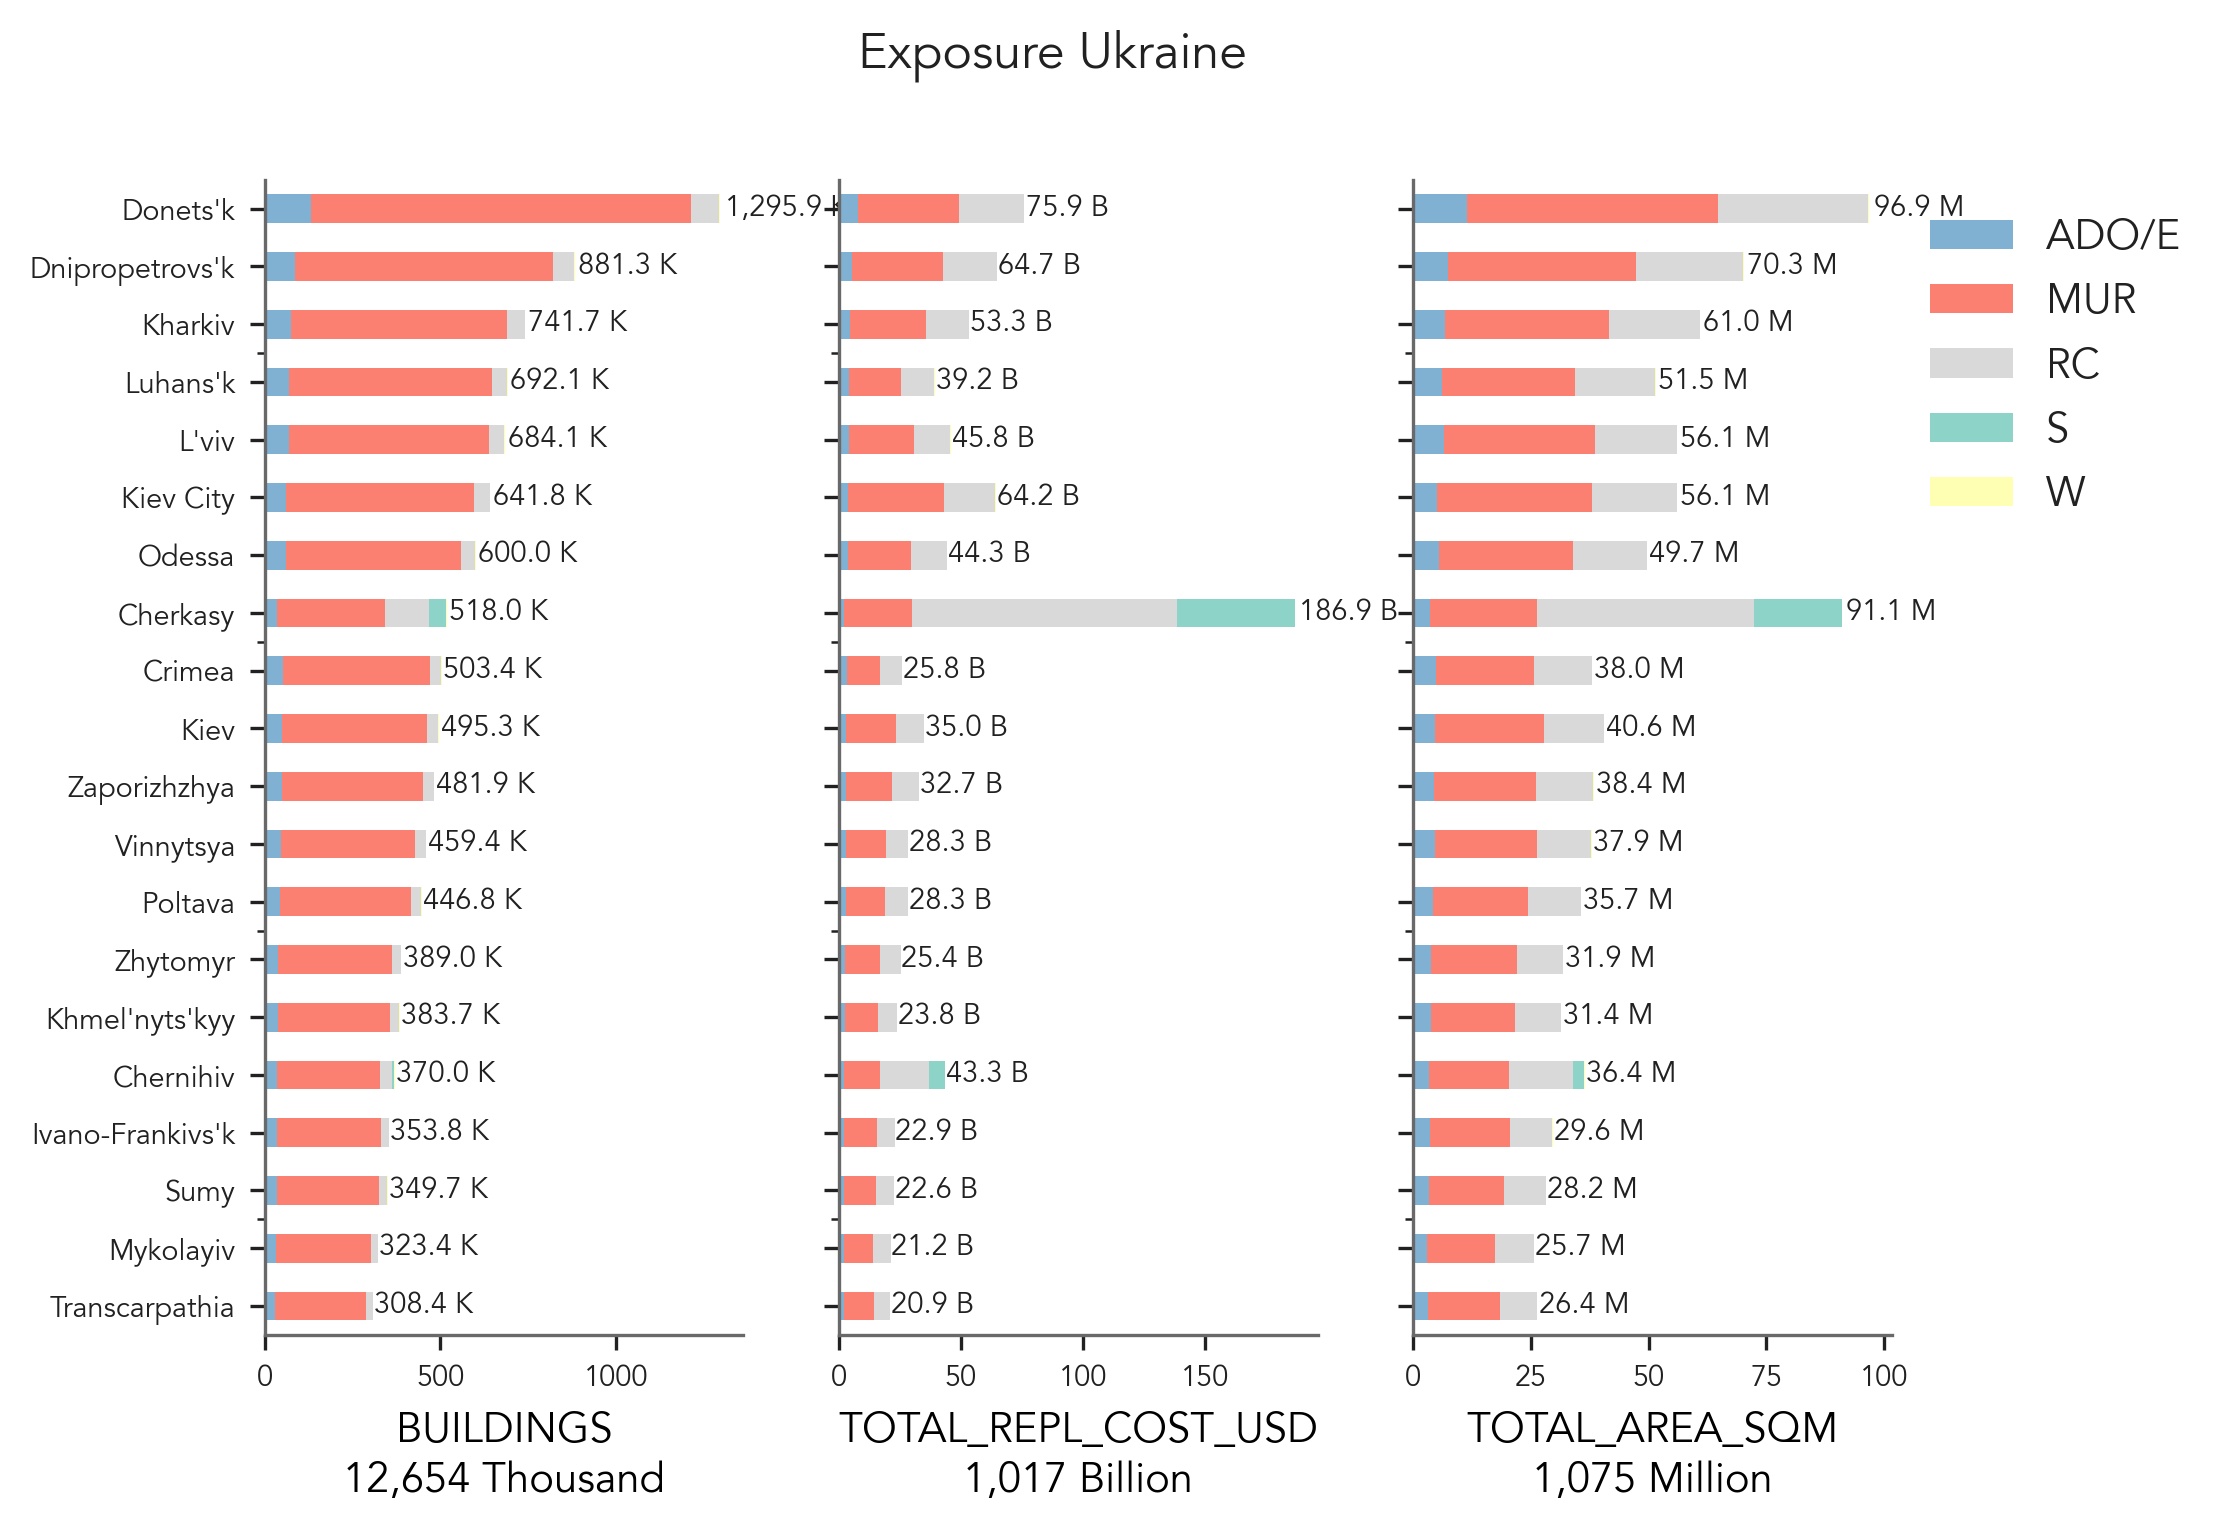 Exposure Ukraine
Donets'k 1,295.9 K 75.9 B 96.9 M
Dnipropetrovs'k 881.3 K 64.7 B 70.3 M
Kharkiv 741.7 K 53.3 B 61.0 M
Luhans'k 692.1 K 39.2 B 51.5 M
L'viv 684.1 K 45.8 B 56.1 M
Kiev City 641.8 K 64.2 B 56.1 M
Odessa 600.0 K 44.3 B 49.7 M
Cherkasy 518.0 K 186.9 B 91.1 M
Crimea 503.4 K 25.8 B 38.0 M
Kiev 495.3 K 35.0 B 40.6 M
Zaporizhzhya 481.9 K 32.7 B 38.4 M
Vinnytsya 459.4 K 28.3 B 37.9 M
Poltava 446.8 K 28.3 B 35.7 M
Zhytomyr 389.0 K 25.4 B 31.9 M
Khmel'nyts'kyy 383.7 K 23.8 B 31.4 M
Chernihiv 370.0 K 43.3 B 36.4 M
Ivano-Frankivs'k 353.8 K 22.9 B 29.6 M
Sumy 349.7 K 22.6 B 28.2 M
Mykolayiv 323.4 K 21.2 B 25.7 M
Transcarpathia 308.4 K 20.9 B 26.4 M
0 500 1000 0 50 100 150 0 25 50 75 100
BUILDINGS TOTAL_REPL_COST_USD TOTAL_AREA_SQM
12,654 Thousand 1,017 Billion 1,075 Million
ADO/E
MUR
RC
S
W